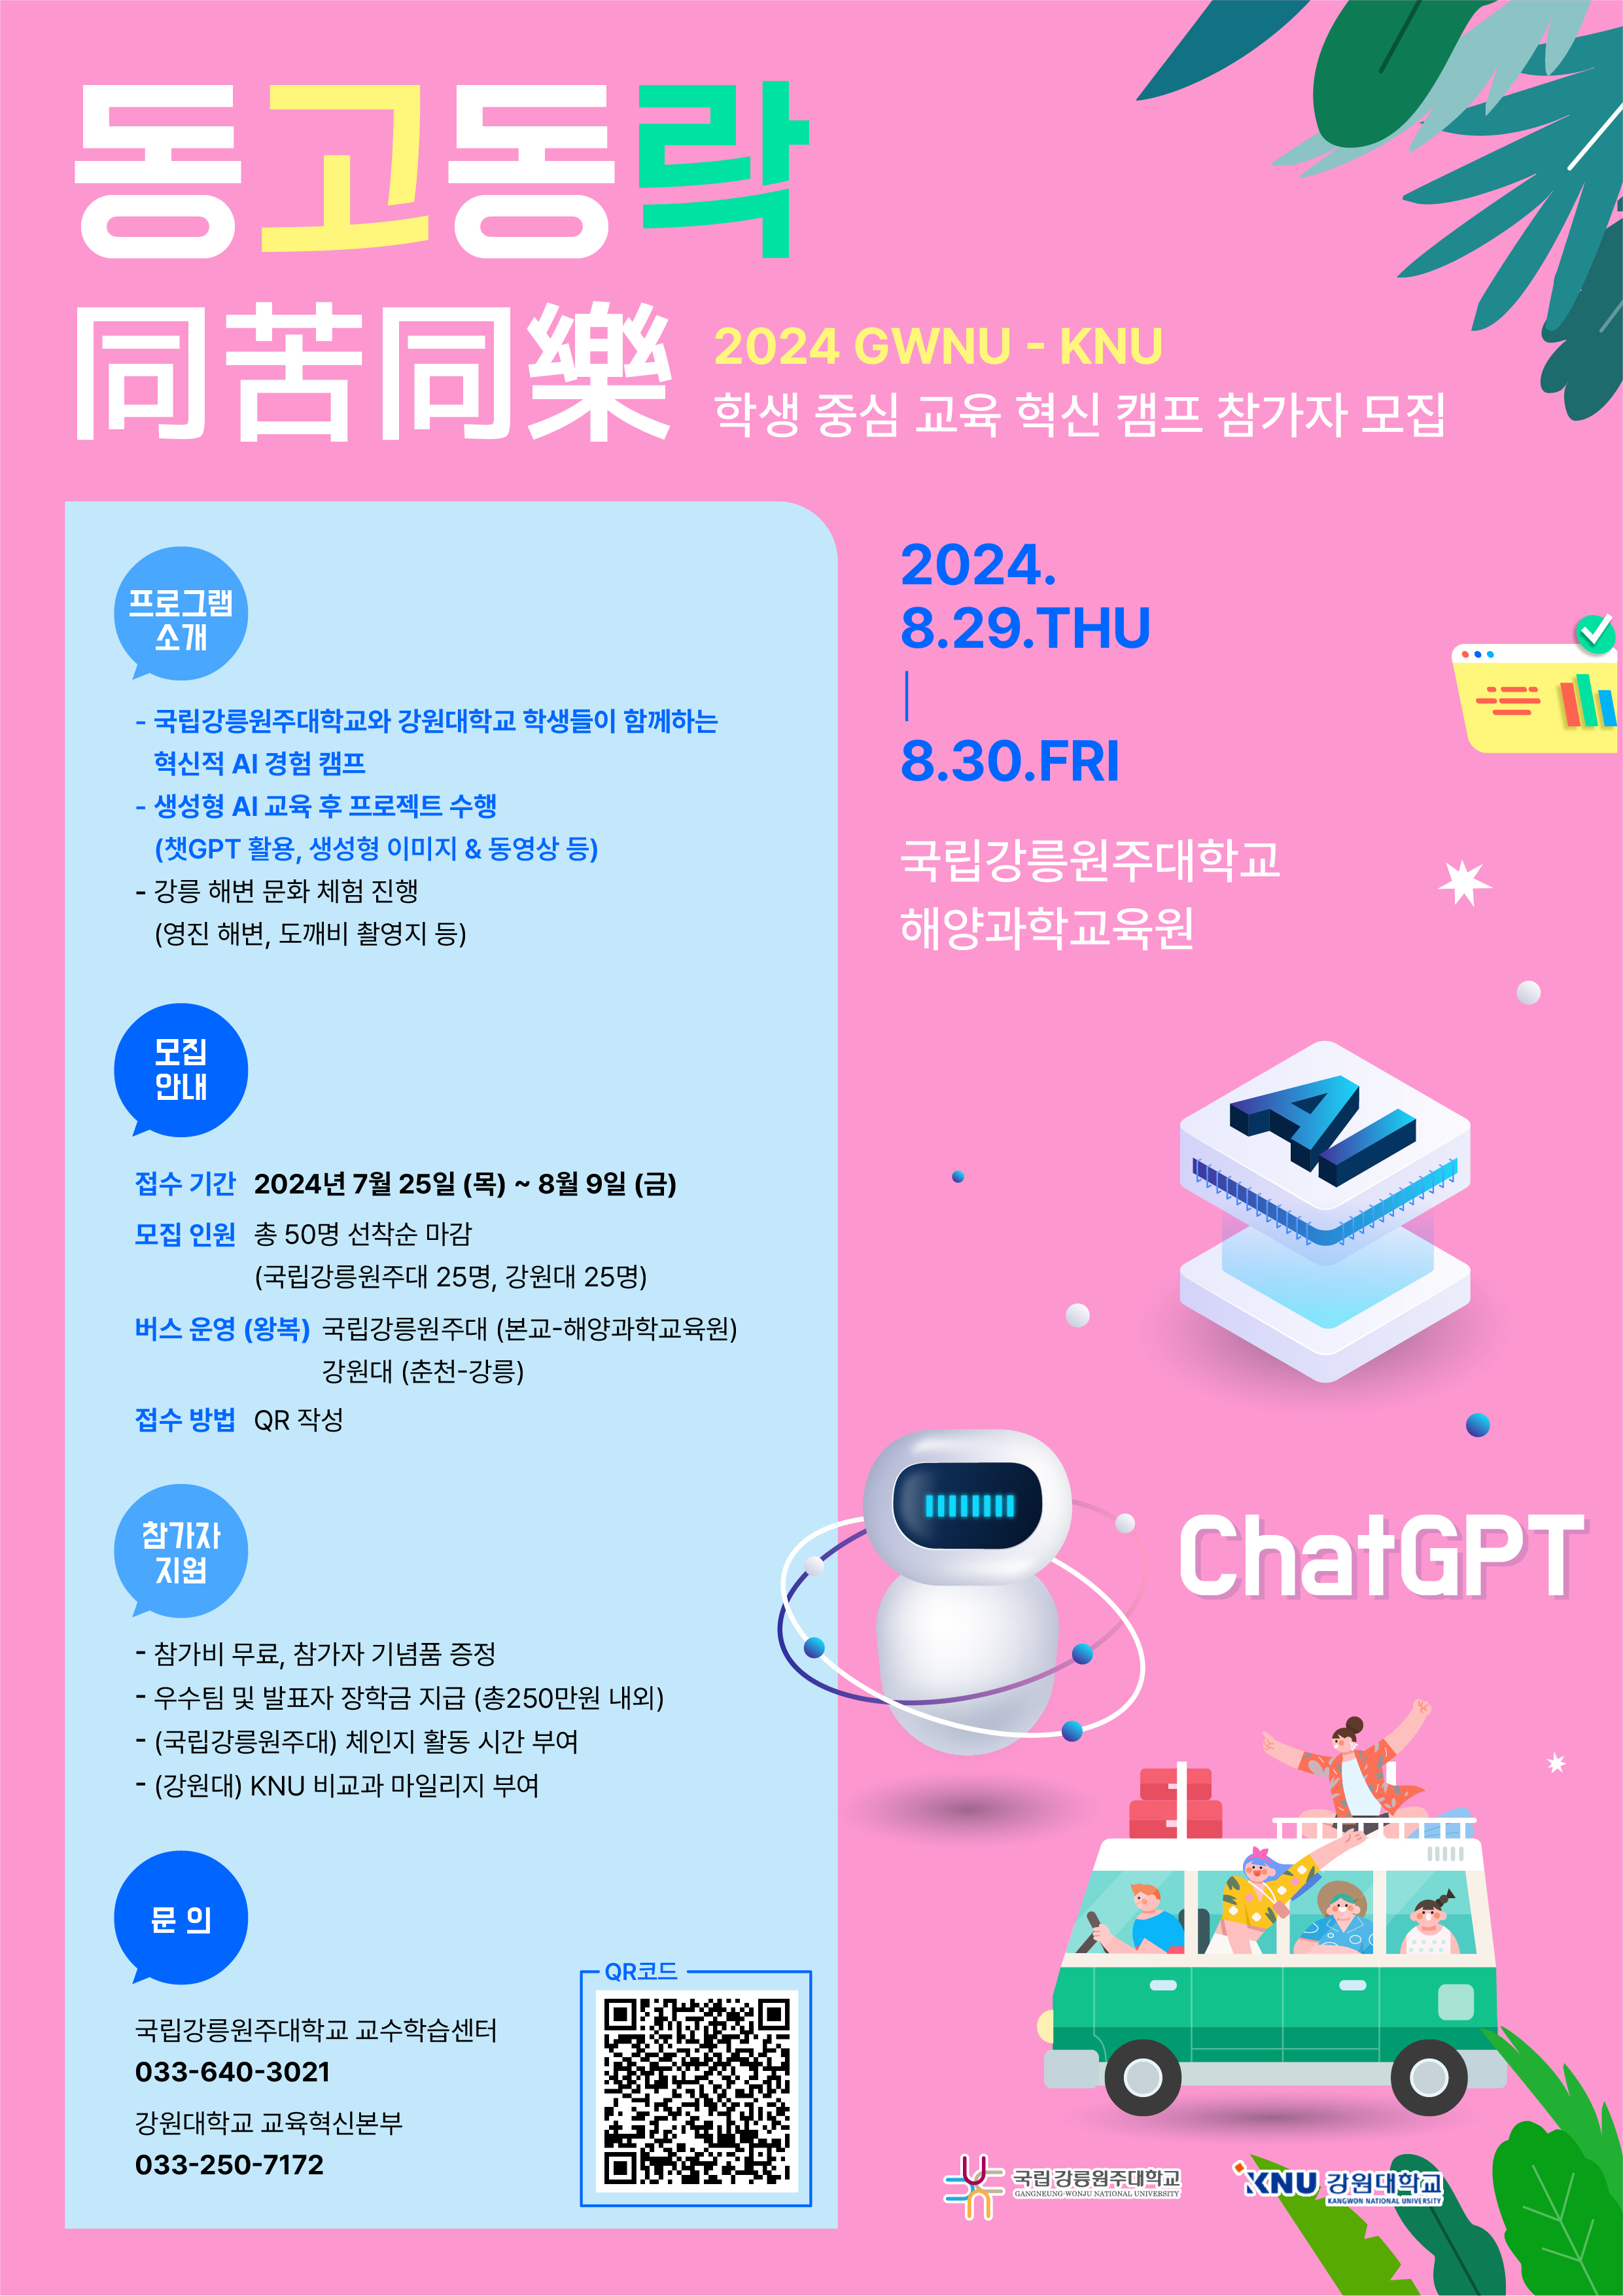 동고동락
同苦同樂
2024 GWNU - KNU
학생 중심 교육 혁신 캠프 참가자 모집
프로그램
소개
- 국립강릉원주대학교와 강원대학교 학생들이 함께하는
혁신적 AI 경험 캠프
- 생성형 AI 교육 후 프로젝트 수행
(챗GPT 활용, 생성형 이미지 & 동영상 등)
- 강릉 해변 문화 체험 진행
(영진 해변, 도깨비 촬영지 등)
모집
안내
접수 기간 2024년 7월 25일 (목) ~ 8월 9일 (금)
모집 인원 총 50명 선착순 마감
(국립강릉원주대 25명, 강원대 25명)
버스 운영 (왕복) 국립강릉원주대 (본교-해양과학교육원)
강원대 (춘천-강릉)
접수 방법 QR 작성
참가자
지원
- 참가비 무료, 참가자 기념품 증정
- 우수팀 및 발표자 장학금 지급 (총250만원 내외)
- (국립강릉원주대) 체인지 활동 시간 부여
- (강원대) KNU 비교과 마일리지 부여
문 의
국립강릉원주대학교 교수학습센터
033-640-3021
강원대학교 교육혁신본부
033-250-7172
QR코드
2024.
8.29.THU
8.30.FRI
국립강릉원주대학교
해양과학교육원
AI
ChatGPT
국립강릉원주대학교
GANGNEUNG-WONJU NATIONAL UNIVERSITY
KNU 강원대학교
KANGWON NATIONAL UNIVERSITY